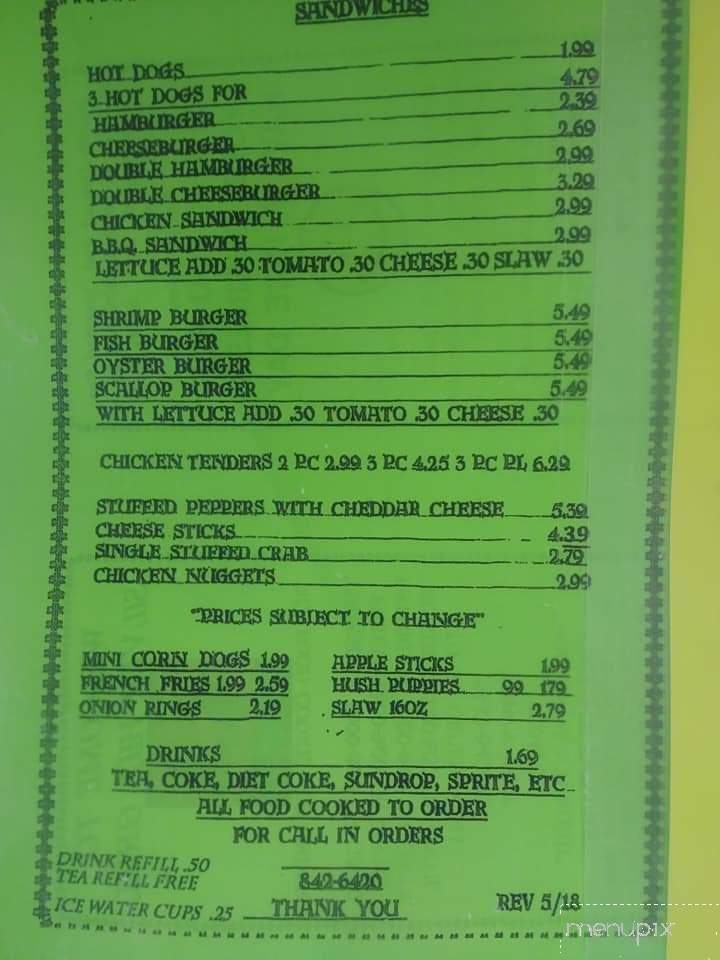 SANDWICHES
HOT DOGS 1.99
3 HOT DOGS FOR 4.79
HAMBURGER 2.39
CHEESEBURGER 2.69
DOUBLE HAMBURGER 2.99
DOUBLE CHEESEBURGER 3.29
CHICKEN SANDWICH 2.99
B.B.Q. SANDWICH 2.99
LETTUCE ADD .30 TOMATO .30 CHEESE .30 SLAW .30
SHRIMP BURGER 5.49
FISH BURGER 5.49
OYSTER BURGER 5.49
SCALLOP BURGER 5.49
WITH LETTUCE ADD .30 TOMATO .30 CHEESE .30
CHICKEN TENDERS 2 PC 2.99 3 PC 4.25 3 PC PL 6.29
STUFFED PEPPERS WITH CHEDDAR CHEESE 5.39
CHEESE STICKS 4.39
SINGLE STUFFED CRAB 2.79
CHICKEN NUGGETS 2.99
"PRICES SUBJECT TO CHANGE"
MINI CORN DOGS 1.99 APPLE STICKS 1.99
FRENCH FRIES 1.99 2.59 HUSH PUPPIES 99 179
ONION RINGS 2.19 SLAW 16OZ 2.79
DRINKS 1.69
TEA, COKE, DIET COKE, SUNDROP, SPRITE, ETC
ALL FOOD COOKED TO ORDER
FOR CALL IN ORDERS
DRINK REFILL .50
TEA REFILL FREE 842-6420
ICE WATER CUPS .25 THANK YOU REV 5/18
menupix